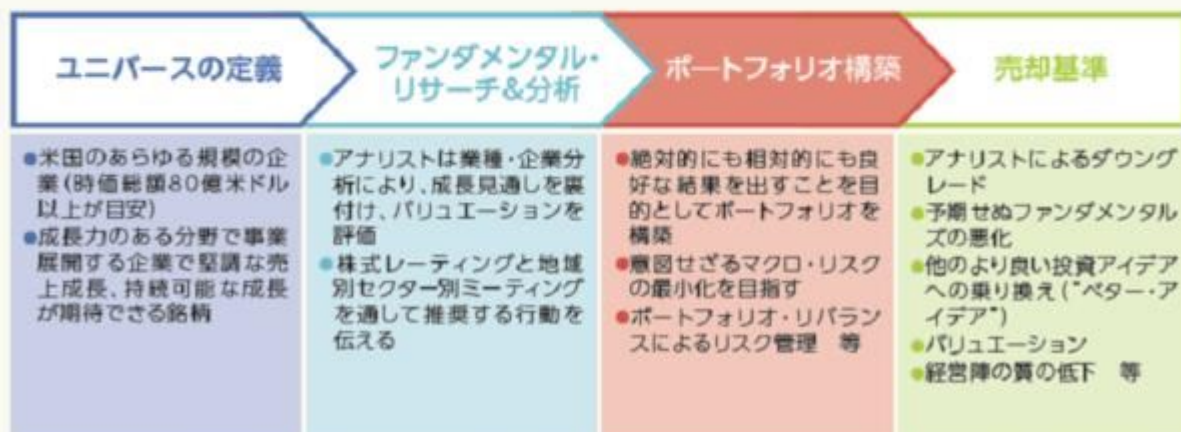 ユニバースの定義
ファンダメンタル・
リサーチ&分析
ポートフォリオ構築
売却基準
●米国のあらゆる規模の企
業(時価総額80億米ドル
以上が目安)
●成長力のある分野で事業
展開する企業で堅調な売
上成長、持続可能な成長
が期待できる銘柄
●アナリストは業種・企業分
析により、成長見通しを裏
付け、バリュエーションを
評価
●株式レーティングと地域
別セクター別ミーティング
を通して推奨する行動を
伝える
●絶対的にも相対的にも良
好な結果を出すことを目
的としてポートフォリオを
構築
●意図せざるマクロ・リスク
の最小化を目指す
●ポートフォリオ・リバラン
スによるリスク管理 等
●アナリストによるダウング
レード
●予期せぬファンダメンタル
ズの悪化
●他のより良い投資アイデア
への乗り換え("ベター・ア
イデア")
●バリュエーション
●経営陣の質の低下 等